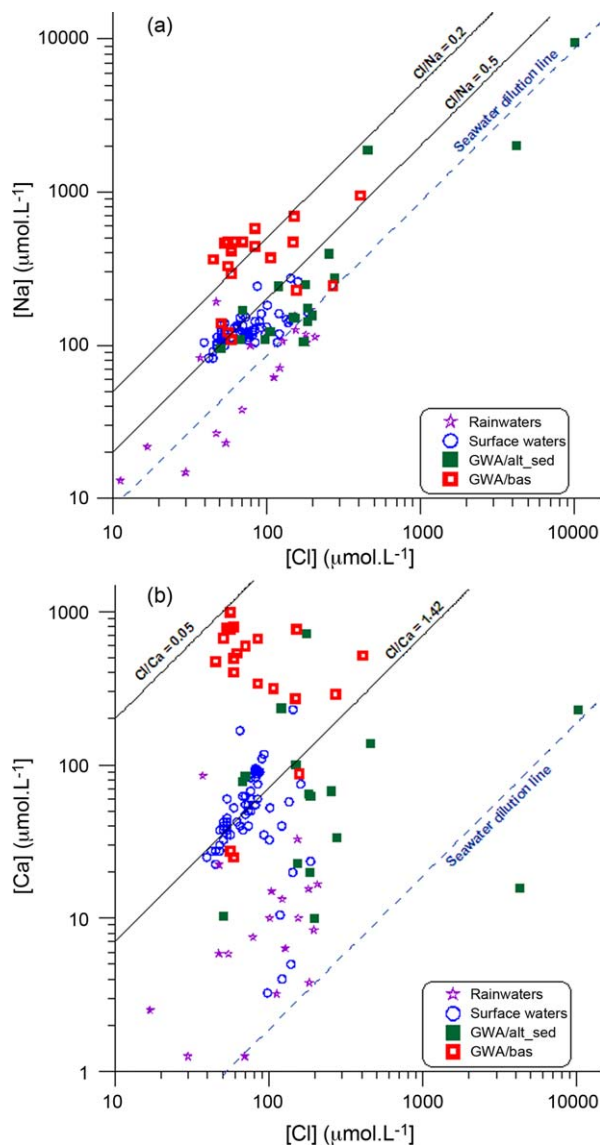 (a)
10000
1000
100
10
[Na] (μmol.L-1)
Cl/Na = 0.2
Cl/Na = 0.5
Seawater dilution line
Rainwaters
Surface waters
GWA/alt_sed
GWA/bas
10
100
1000
10000
[Cl] (μmol.L-1)
(b)
1000
100
10
1
[Ca] (μmol.L-1)
Cl/Ca = 0.05
Cl/Ca = 1.42
Seawater dilution line
Rainwaters
Surface waters
GWA/alt_sed
GWA/bas
10
100
1000
10000
[Cl] (μmol.L-1)